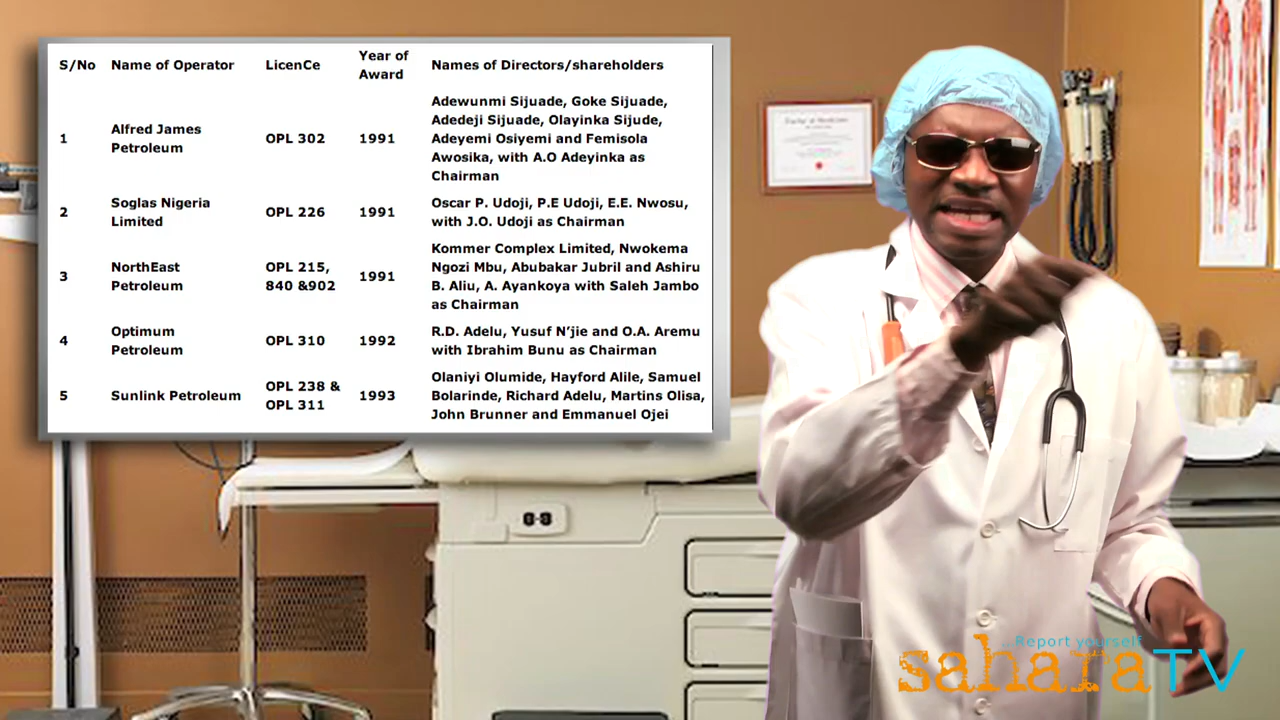 S/No Name of Operator LicenCe Year of Award Names of Directors/shareholders
1 Alfred James Petroleum OPL 302 1991 Adewunmi Sijuade, Goke Sijuade, Adedeji Sijuade, Olayinka Sijude, Adeyemi Osiyemi and Femisola Awosika, with A.O Adeyinka as Chairman
2 Soglas Nigeria Limited OPL 226 1991 Oscar P. Udoji, P.E Udoji, E.E. Nwosu, with J.O. Udoji as Chairman
3 NorthEast Petroleum OPL 215, 840 &902 1991 Kommer Complex Limited, Nwokema Ngozi Mbu, Abubakar Jubril and Ashiru B. Aliu, A. Ayankoya with Saleh Jambo as Chairman
4 Optimum Petroleum OPL 310 1992 R.D. Adelu, Yusuf N’jie and O.A. Aremu with Ibrahim Bunu as Chairman
5 Sunlink Petroleum OPL 238 & OPL 311 1993 Olaniyi Olumide, Hayford Alile, Samuel Bolarinde, Richard Adelu, Martins Olisa, John Brunner and Emmanuel Ojei
...Report yourself
saharaTV